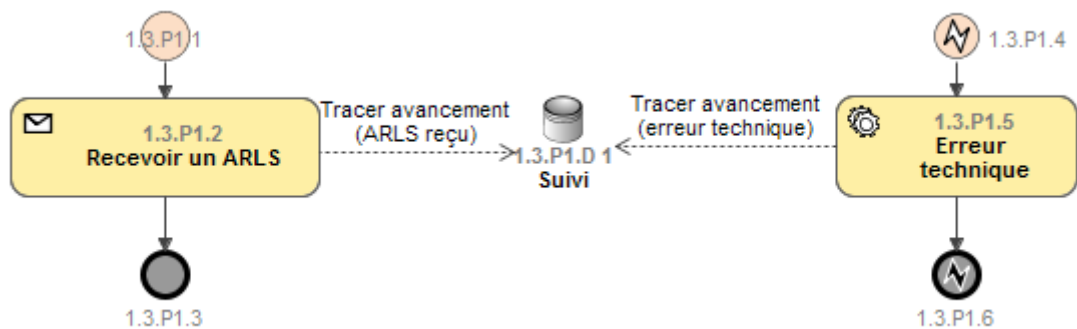 1.3.P1.1
1.3.P1.2
Recevoir un ARLS
1.3.P1.3
Tracer avancement
(ARLS reçu)
1.3.P1.D 1
Suivi
Tracer avancement
(erreur technique)
1.3.P1.4
1.3.P1.5
Erreur
technique
1.3.P1.6